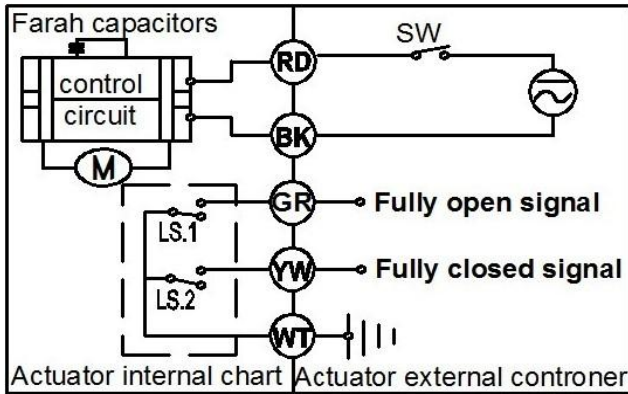 Farah capacitors
SW
RD
control
circuit
BK
M
GR
Fully open signal
LS.1
YW
Fully closed signal
LS.2
WT
Actuator internal chart
Actuator external controner